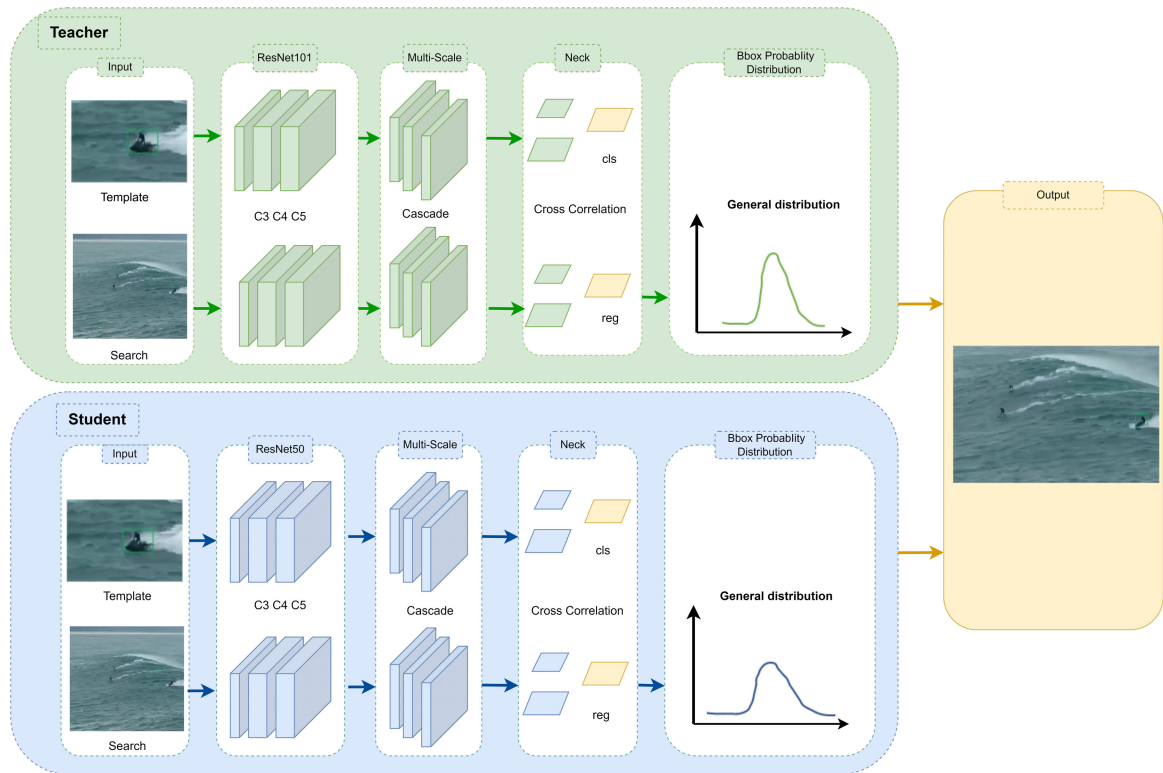 Teacher
Input
ResNet101
Multi-Scale
Neck
Bbox Probablity
Distribution
Template
C3 C4 C5
Cascade
cls
Cross Correlation
General distribution
Search
reg
Output
Student
Input
ResNet50
Multi-Scale
Neck
Bbox Probablity
Distribution
Template
C3 C4 C5
Cascade
cls
Cross Correlation
General distribution
Search
reg